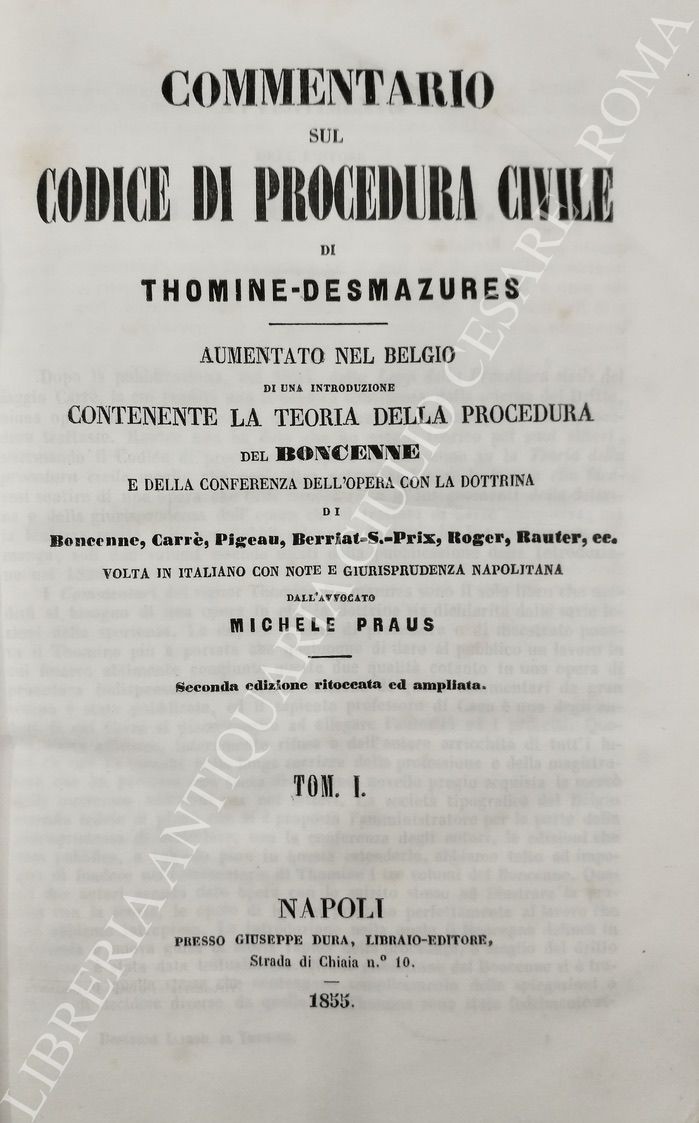 COMMENTARIO
SUL
CODICE DI PROCEDURA CIVILE
DI
THOMINE-DESMAZURES
AUMENTATO NEL BELGIO
DI UNA INTRODUZIONE
CONTENENTE LA TEORIA DELLA PROCEDURA
DEL BONCENNE
E DELLA CONFERENZA DELL'OPERA CON LA DOTTRINA
DI
Boncenne, Carrè, Pigeau, Berriat-S.-Prix, Roger, Rauter, ec.
VOLTA IN ITALIANO CON NOTE E GIURISPRUDENZA NAPOLITANA
DALL'AVVOCATO
MICHELE PRAUS
Seconda edizione ritoccata ed ampliata.
TOM. I.
NAPOLI
PRESSO GIUSEPPE DURA, LIBRAIO-EDITORE,
Strada di Chiaia n.º 10.
1855.
LIBRERIA ANTIQUARIA GIULIO CESARE - ROMA